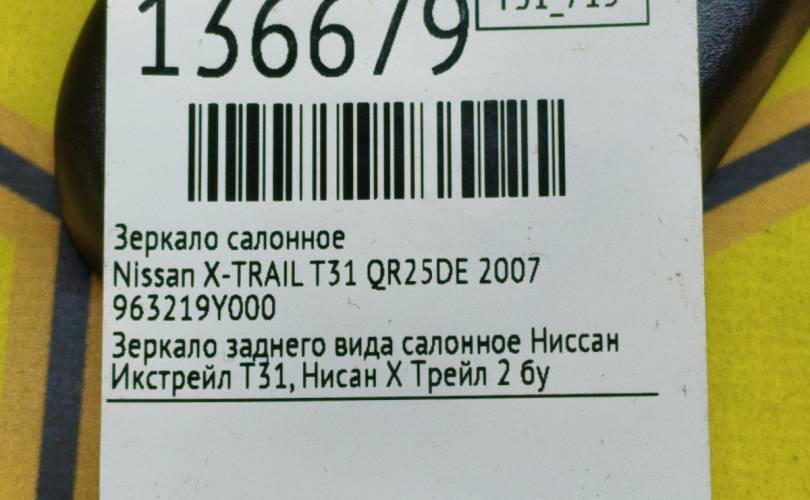 136679
Зеркало салонное
Nissan X-TRAIL T31 QR25DE 2007
963219Y000
Зеркало заднего вида салонное Ниссан
Икстрейл Т31, Нисан Х Трейл 2 бу